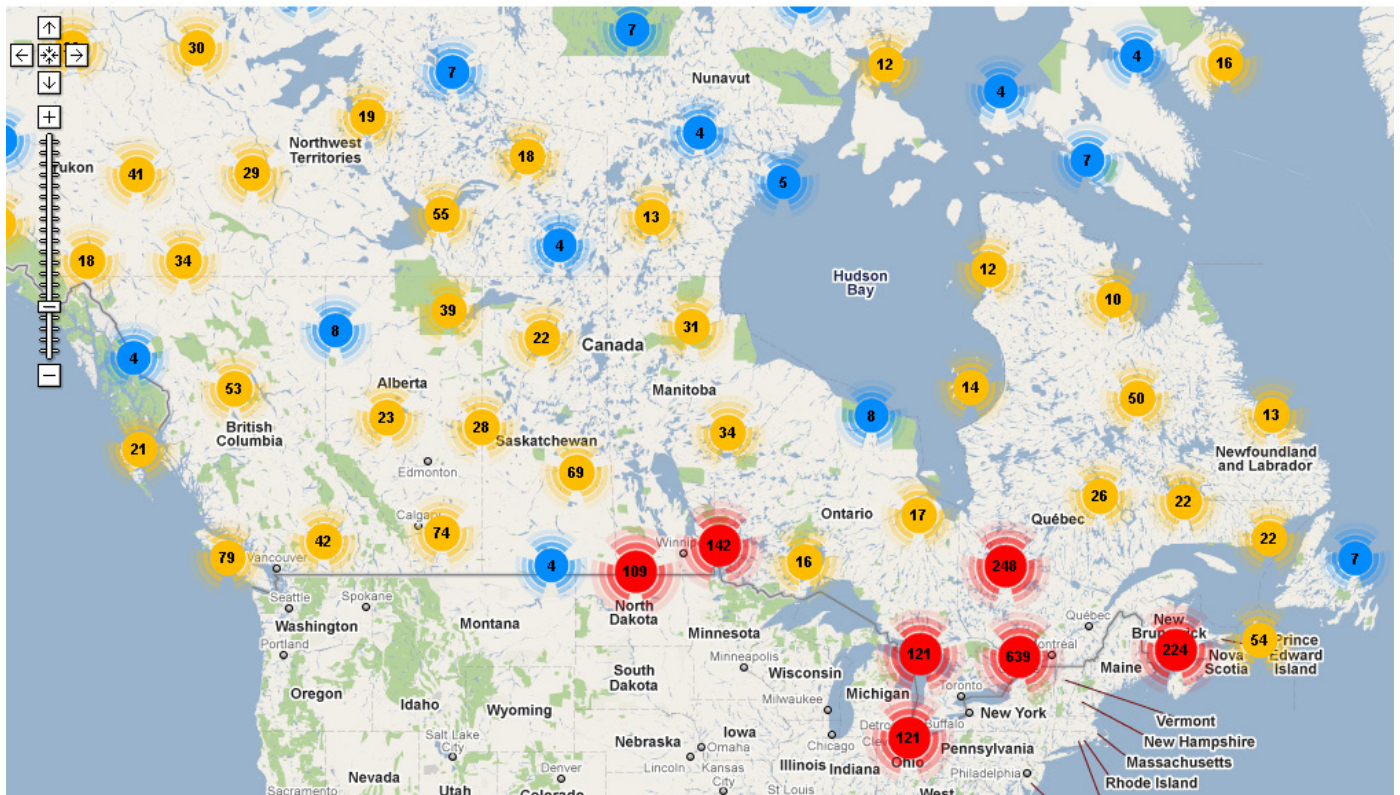 7
30
7
Nunavut
12
4
16
4
19
4
Northwest
Territories
18
7
Yukon
41
29
5
55
13
4
18
34
12
Hudson
Bay
10
39
8
22
31
Canada
4
53
Alberta
Manitoba
14
50
8
13
23
28
British
Columbia
Saskatchewan
34
21
Newfoundland
and Labrador
Edmonton
69
26
22
Calgary
74
Ontario
17
Québec
42
142
22
79
Vancouver
4
109
16
248
7
Seattle
Spokane
North
Dakota
Washington
Montana
Minnesota
Québec
New
Brunswick
Portland
Minneapolis
121
639
224
54
Prince
Edward
Island
Nova
Scotia
South
Dakota
Wisconsin
Maine
Oregon
Idaho
Michigan
Toronto
Wyoming
Milwaukee
New York
Vermont
Salt Lake
City
Nebraska
Iowa
Omaha
Chicago
121
Buffalo
Pennsylvania
New Hampshire
Massachusetts
Lincoln
Kansas
City
Illinois
Indiana
Ohio
Philadelphia
Rhode Island
Nevada
Denver
Sacramento
Utah
Colorado
St Louis
West